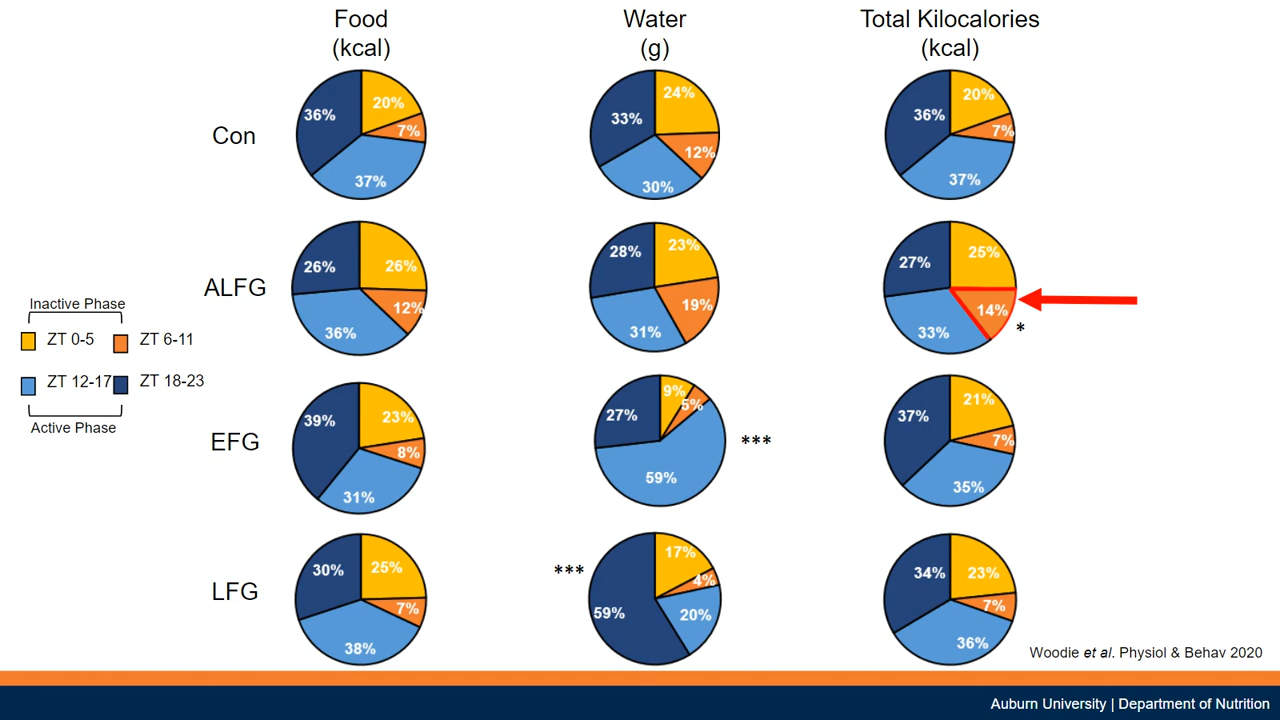 Food
(kcal)
Water
(g)
Total Kilocalories
(kcal)
Con
36%
20%
7%
37%
33%
24%
12%
30%
36%
20%
7%
37%
ALFG
26%
26%
12%
36%
28%
23%
19%
31%
27%
25%
14%
33%
*
Inactive Phase
ZT 0-5
ZT 6-11
ZT 12-17
ZT 18-23
Active Phase
EFG
39%
23%
8%
31%
27%
9%
5%
59%
***
37%
21%
7%
35%
LFG
30%
25%
7%
38%
***
59%
17%
4%
20%
34%
23%
7%
36%
Woodie et al. Physiol & Behav 2020
Auburn University | Department of Nutrition